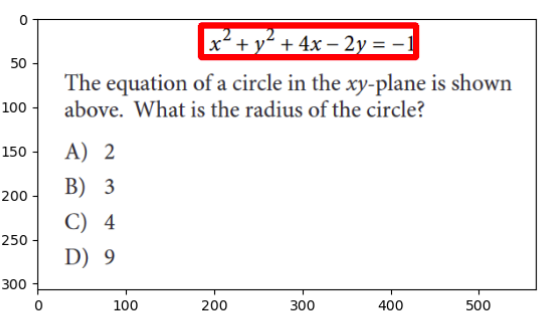 x² + y² + 4x – 2y = –1
The equation of a circle in the xy-plane is shown
above. What is the radius of the circle?
A) 2
B) 3
C) 4
D) 9
0
50
100
150
200
250
300
0 100 200 300 400 500